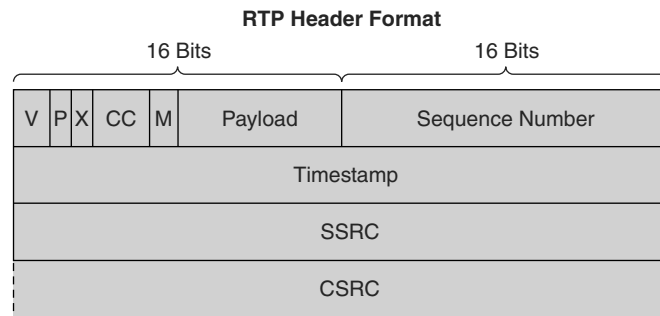 RTP Header Format
16 Bits 16 Bits
V P X CC M Payload Sequence Number
Timestamp
SSRC
CSRC